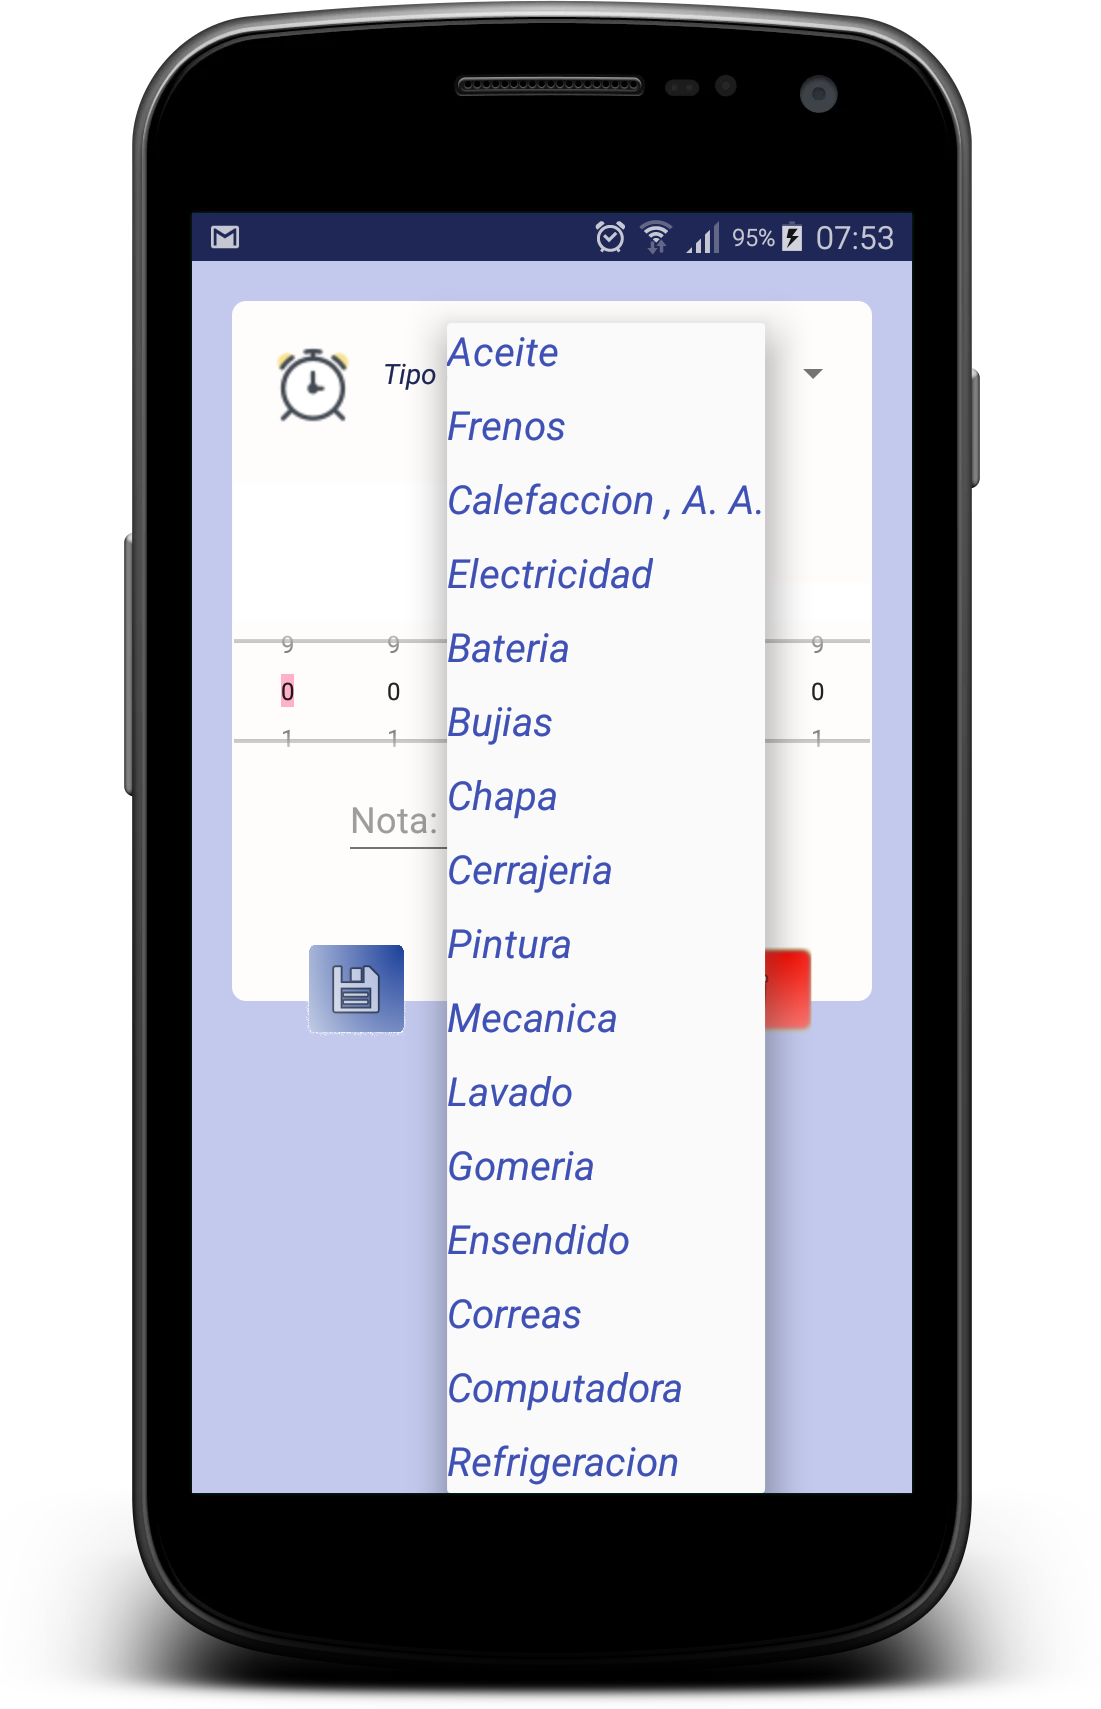 95% 07:53
Tipo
Aceite
Frenos
Calefaccion , A. A.
Electricidad
Bateria
Bujias
Chapa
Cerrajeria
Pintura
Mecanica
Lavado
Gomeria
Ensendido
Correas
Computadora
Refrigeracion
9 9 9
0 0 0
1 1 1
Nota: